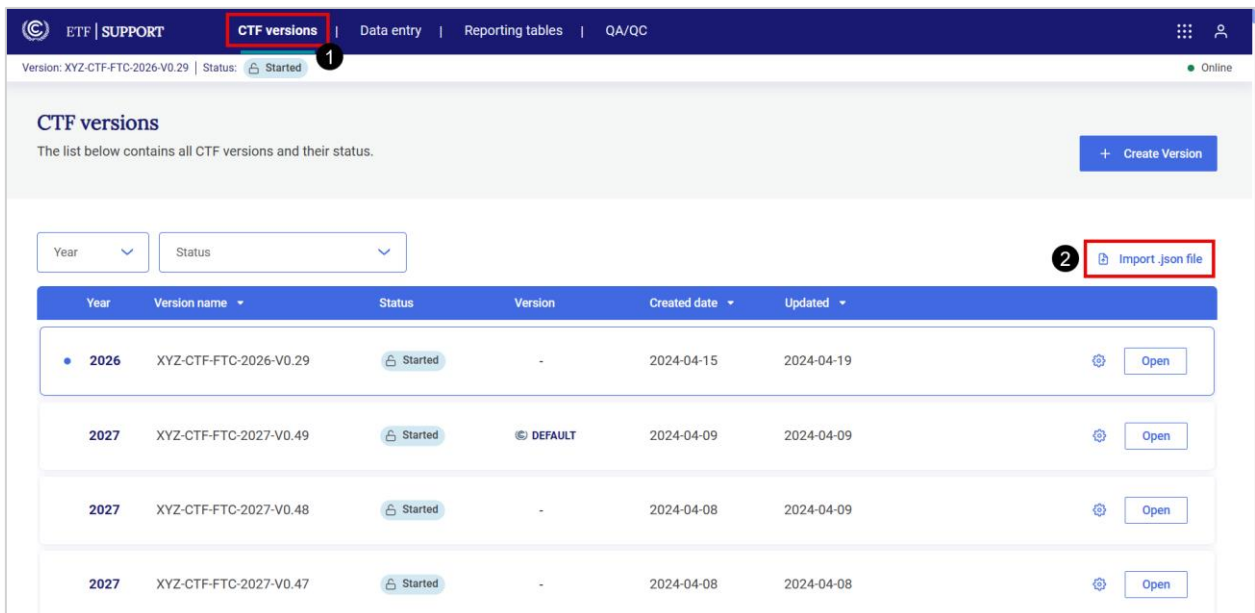 ETF | SUPPORT CTF versions | Data entry | Reporting tables | QA/QC
1
Version: XYZ-CTF-FTC-2026-V0.29 | Status: Started Online
CTF versions
The list below contains all CTF versions and their status.
+ Create Version
Year Status 2 Import .json file
Year Version name Status Version Created date Updated
2026 XYZ-CTF-FTC-2026-V0.29 Started - 2024-04-15 2024-04-19 Open
2027 XYZ-CTF-FTC-2027-V0.49 Started DEFAULT 2024-04-09 2024-04-09 Open
2027 XYZ-CTF-FTC-2027-V0.48 Started - 2024-04-08 2024-04-09 Open
2027 XYZ-CTF-FTC-2027-V0.47 Started - 2024-04-08 2024-04-08 Open